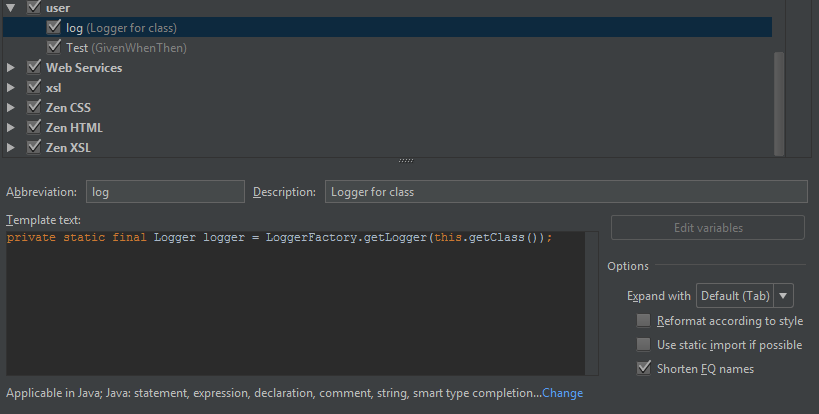 user
log (Logger for class)
Test (GivenWhenThen)
Web Services
xsl
Zen CSS
Zen HTML
Zen XSL
Abbreviation: log Description: Logger for class
Template text:
private static final Logger logger = LoggerFactory.getLogger(this.getClass());
Edit variables
Options
Expand with Default (Tab)
Reformat according to style
Use static import if possible
Shorten FQ names
Applicable in Java; Java: statement, expression, declaration, comment, string, smart type completion...Change